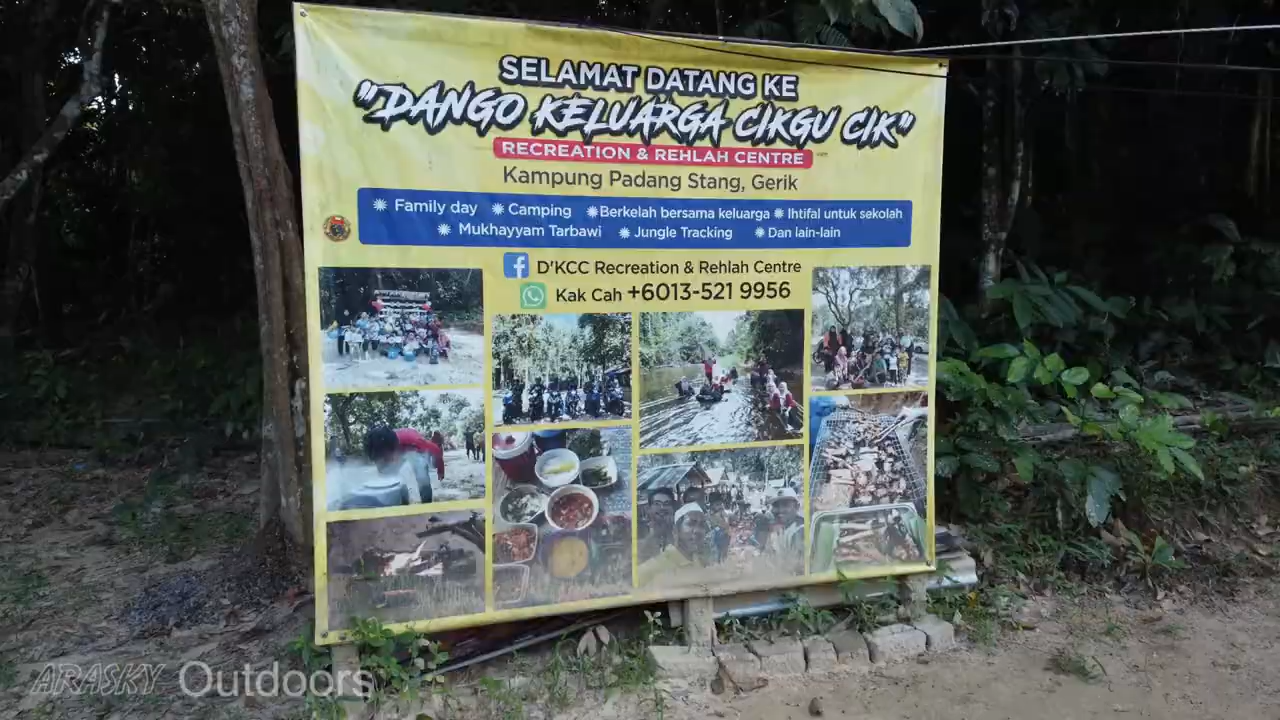 SELAMAT DATANG KE
"DANGO KELUARGA CIKGU CIK"
RECREATION & REHLAH CENTRE
Kampung Padang Stang, Gerik
Family day Camping Berkelah bersama keluarga Ihtifal untuk sekolah
Mukhayyam Tarbawi Jungle Tracking Dan lain-lain
D'KCC Recreation & Rehlah Centre
Kak Cah +6013-521 9956
ARASKY Outdoors